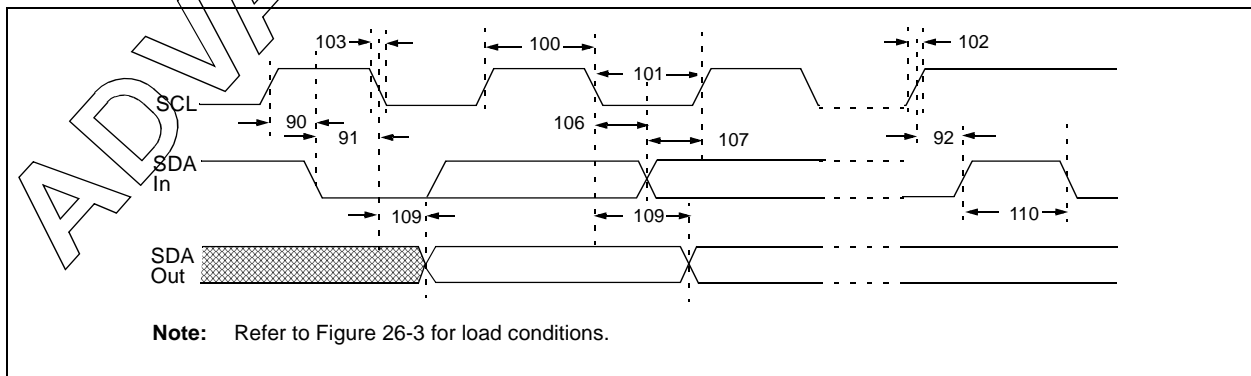 ADVA
103
100
102
101
SCL
90
91
106
107
92
SDA
In
109
109
110
SDA
Out
Note: Refer to Figure 26-3 for load conditions.